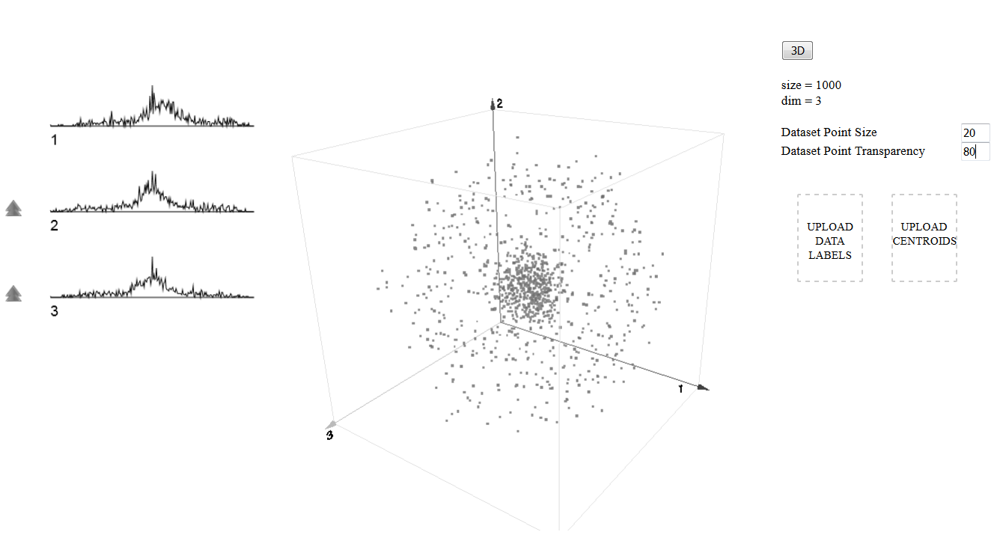 1
2
3
2
1
3
3D
size = 1000
dim = 3
Dataset Point Size 20
Dataset Point Transparency 80
UPLOAD
DATA
LABELS
UPLOAD
CENTROIDS